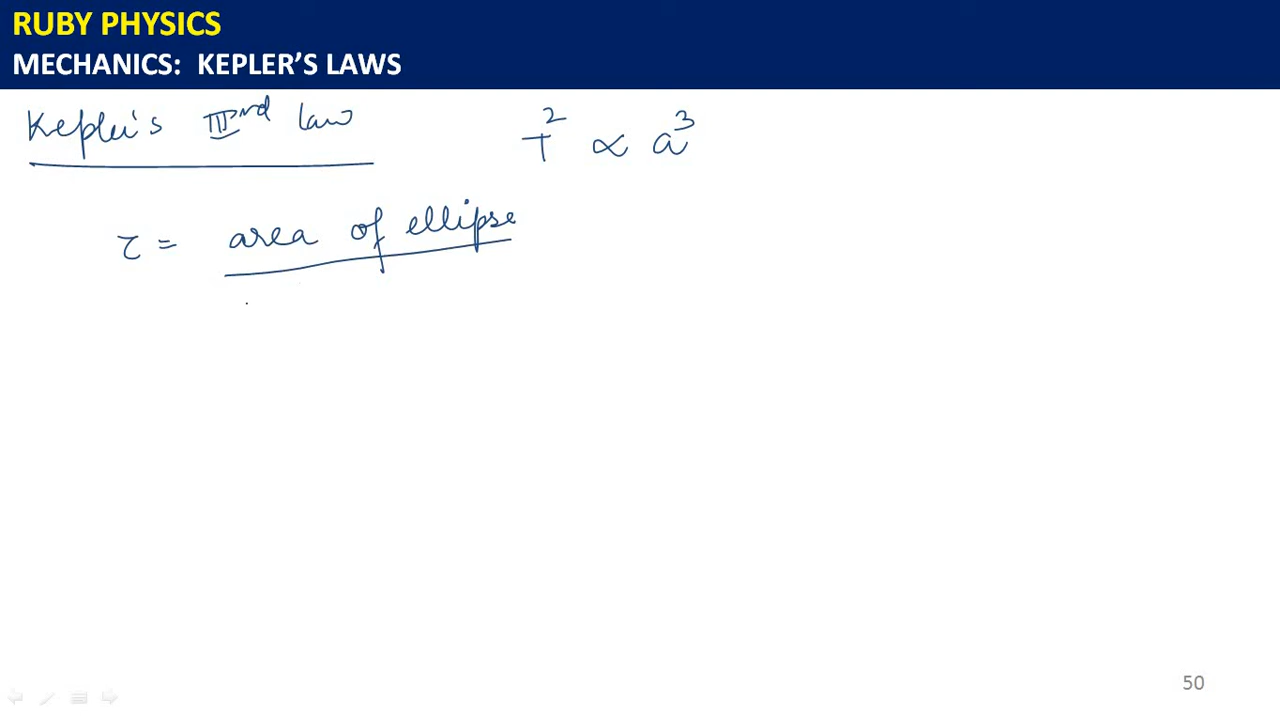 RUBY PHYSICS
MECHANICS: KEPLER'S LAWS
Kepler's IIIrd law
T² ∝ a³
τ = area of ellipse
50